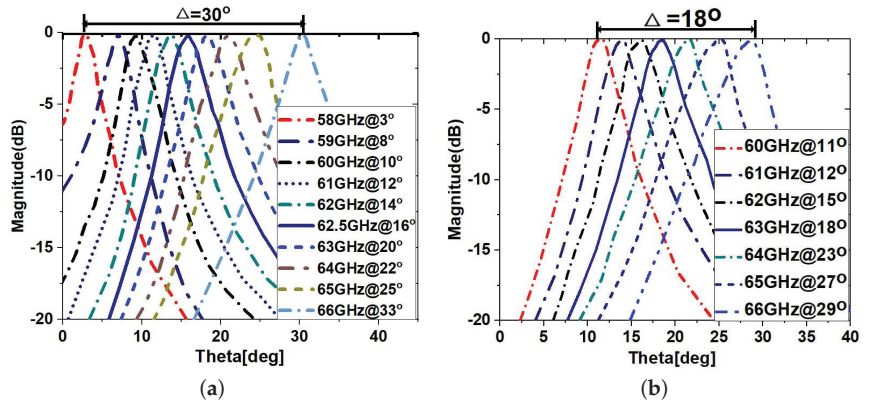 △=30°
0
-5
-10
-15
-20
Magnitude(dB)
0
10
20
30
40
Theta[deg]
58GHz@3°
59GHz@8°
60GHz@10°
61GHz@12°
62GHz@14°
62.5GHz@16°
63GHz@20°
64GHz@22°
65GHz@25°
66GHz@33°
(a)
△=18°
0
-5
-10
-15
-20
Magnitude(dB)
0
5
10
15
20
25
30
35
40
Theta[deg]
60GHz@11°
61GHz@12°
62GHz@15°
63GHz@18°
64GHz@23°
65GHz@27°
66GHz@29°
(b)